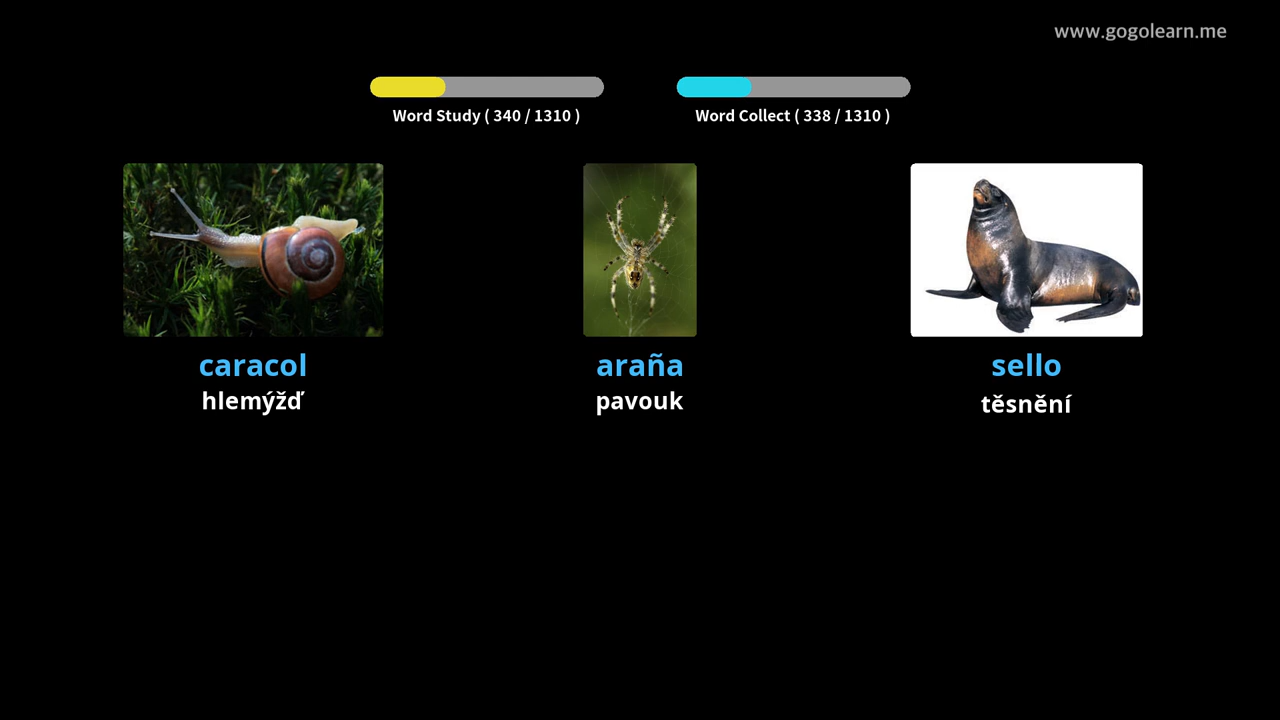 www.gogolearn.me
Word Study ( 340 / 1310 )
Word Collect ( 338 / 1310 )
caracol
araña
sello
hlemýžď
pavouk
těsnění